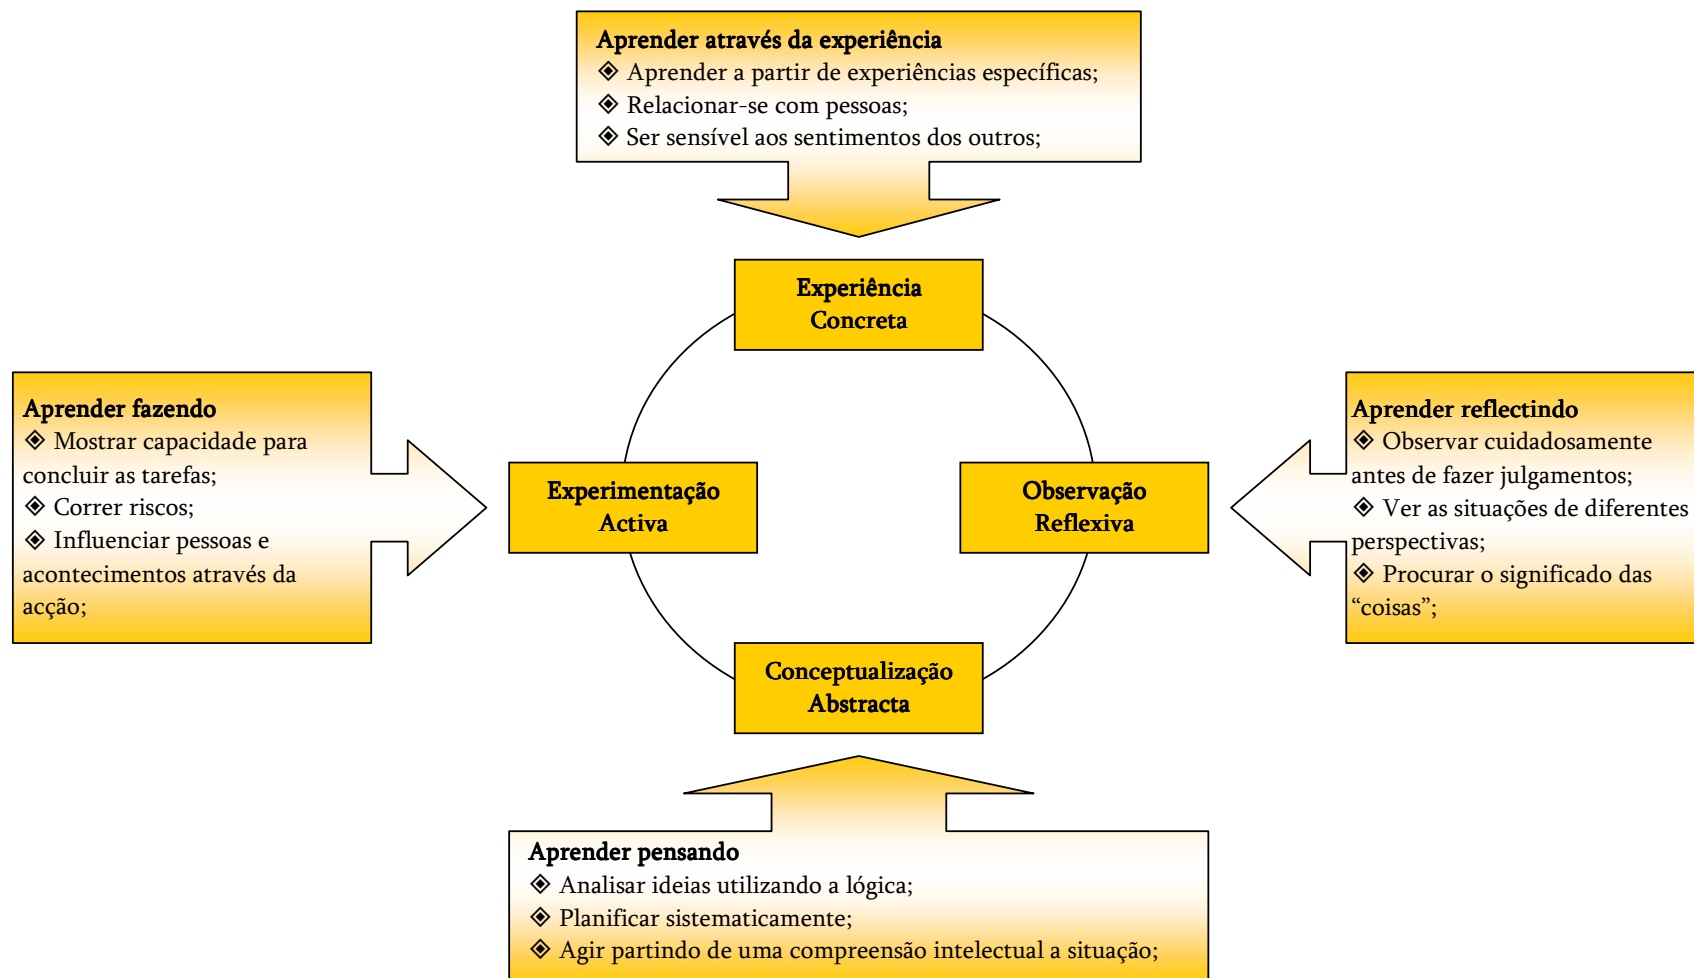 Aprender através da experiência
◈ Aprender a partir de experiências específicas;
◈ Relacionar-se com pessoas;
◈ Ser sensível aos sentimentos dos outros;
Experiência
Concreta
Aprender fazendo
◈ Mostrar capacidade para
concluir as tarefas;
◈ Correr riscos;
◈ Influenciar pessoas e
acontecimentos através da
acção;
Experimentação
Activa
Observação
Reflexiva
Aprender reflectindo
◈ Observar cuidadosamente
antes de fazer julgamentos;
◈ Ver as situações de diferentes
perspectivas;
◈ Procurar o significado das
“coisas”;
Conceptualização
Abstracta
Aprender pensando
◈ Analisar ideias utilizando a lógica;
◈ Planificar sistematicamente;
◈ Agir partindo de uma compreensão intelectual a situação;